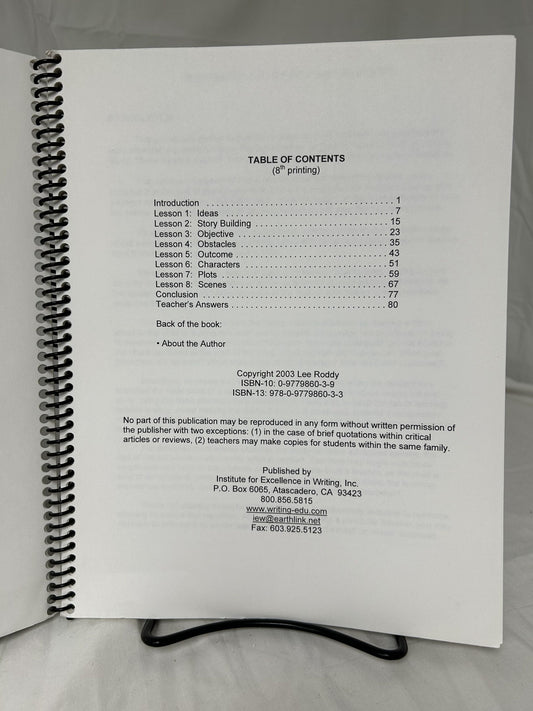 TABLE OF CONTENTS
(8th printing)
Introduction . . . . . . . . . . . . . . . . . . . . . . . . . . . . . . . . . . . . . . . 1
Lesson 1: Ideas . . . . . . . . . . . . . . . . . . . . . . . . . . . . . . . . . . . 7
Lesson 2: Story Building . . . . . . . . . . . . . . . . . . . . . . . . . . . . 15
Lesson 3: Objective . . . . . . . . . . . . . . . . . . . . . . . . . . . . . . . . 23
Lesson 4: Obstacles . . . . . . . . . . . . . . . . . . . . . . . . . . . . . . . 35
Lesson 5: Outcome . . . . . . . . . . . . . . . . . . . . . . . . . . . . . . . . 43
Lesson 6: Characters . . . . . . . . . . . . . . . . . . . . . . . . . . . . . . 51
Lesson 7: Plots . . . . . . . . . . . . . . . . . . . . . . . . . . . . . . . . . . . 59
Lesson 8: Scenes . . . . . . . . . . . . . . . . . . . . . . . . . . . . . . . . . 67
Conclusion . . . . . . . . . . . . . . . . . . . . . . . . . . . . . . . . . . . . . . 77
Teacher's Answers . . . . . . . . . . . . . . . . . . . . . . . . . . . . . . . . 80
Back of the book:
• About the Author
Copyright 2003 Lee Roddy
ISBN-10: 0-9779860-3-9
ISBN-13: 978-0-9779860-3-3
No part of this publication may be reproduced in any form without written permission of
the publisher with two exceptions: (1) in the case of brief quotations within critical
articles or reviews, (2) teachers may make copies for students within the same family.
Published by
Institute for Excellence in Writing, Inc.
P.O. Box 6065, Atascadero, CA 93423
800.856.5815
www.writing-edu.com
iew@earthlink.net
Fax: 603.925.5123